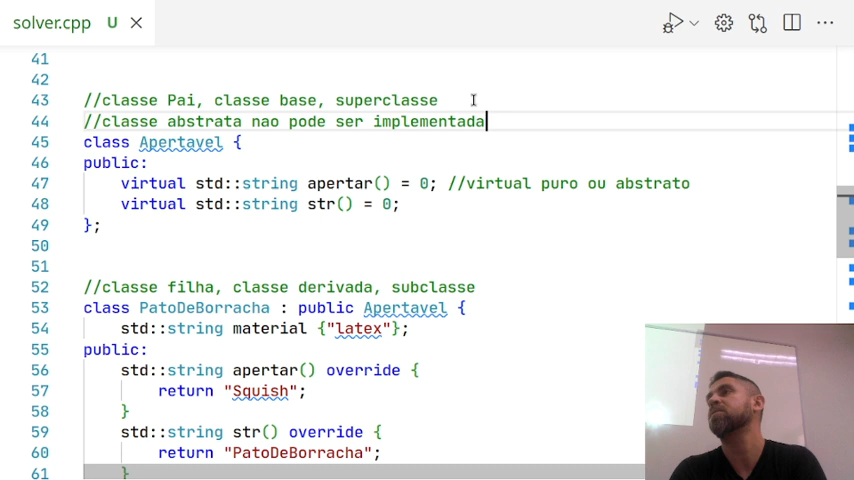 solver.cpp U
41
42
43 //classe Pai, classe base, superclasse
44 //classe abstrata nao pode ser implementada
45 class Apertavel {
46 public:
47 virtual std::string apertar() = 0; //virtual puro ou abstrato
48 virtual std::string str() = 0;
49 };
50
51
52 //classe filha, classe derivada, subclasse
53 class PatoDeBorracha : public Apertavel {
54 std::string material {"latex"};
55 public:
56 std::string apertar() override {
57 return "Squish";
58 }
59 std::string str() override {
60 return "PatoDeBorracha";
61 }